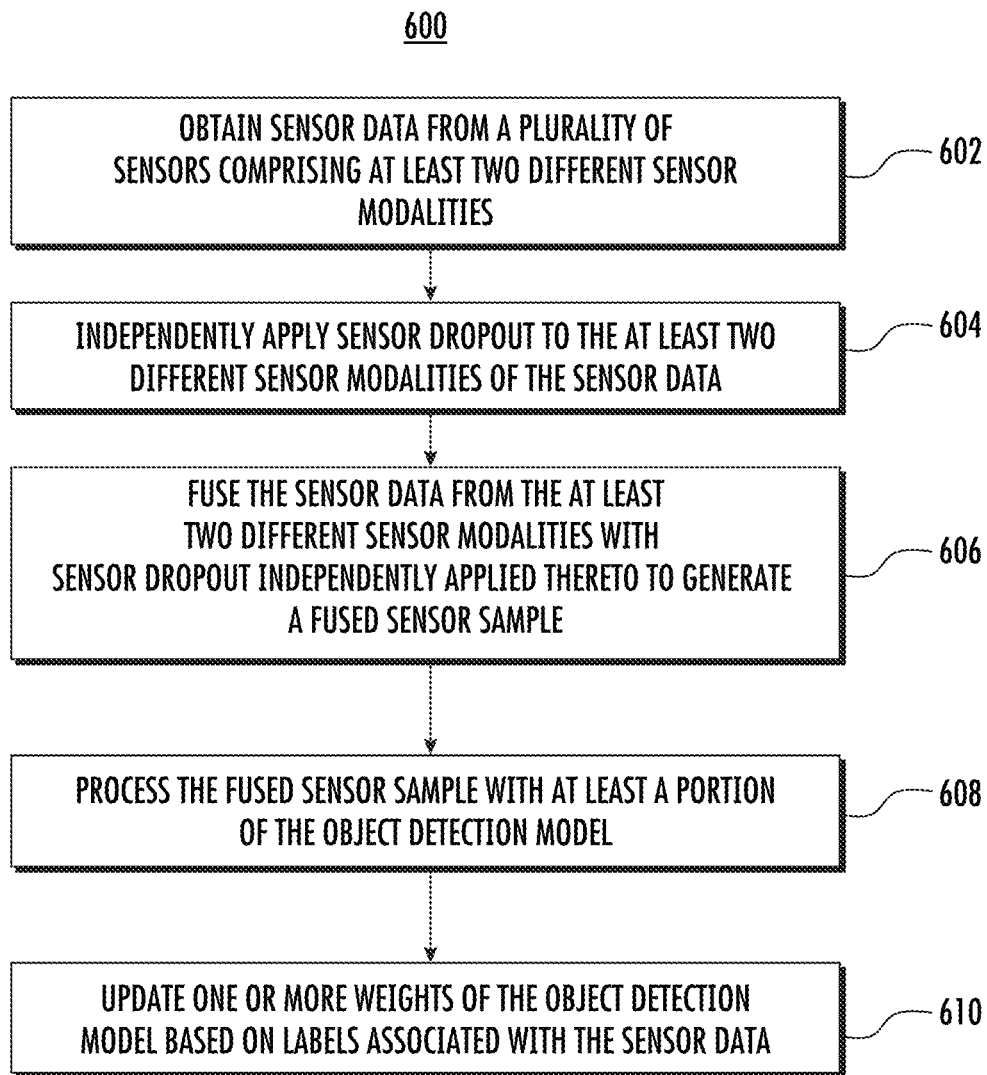 600
OBTAIN SENSOR DATA FROM A PLURALITY OF
SENSORS COMPRISING AT LEAST TWO DIFFERENT SENSOR
MODALITIES
602
INDEPENDENTLY APPLY SENSOR DROPOUT TO THE AT LEAST TWO
DIFFERENT SENSOR MODALITIES OF THE SENSOR DATA
604
FUSE THE SENSOR DATA FROM THE AT LEAST
TWO DIFFERENT SENSOR MODALITIES WITH
SENSOR DROPOUT INDEPENDENTLY APPLIED THERETO TO GENERATE
A FUSED SENSOR SAMPLE
606
PROCESS THE FUSED SENSOR SAMPLE WITH AT LEAST A PORTION
OF THE OBJECT DETECTION MODEL
608
UPDATE ONE OR MORE WEIGHTS OF THE OBJECT DETECTION
MODEL BASED ON LABELS ASSOCIATED WITH THE SENSOR DATA
610